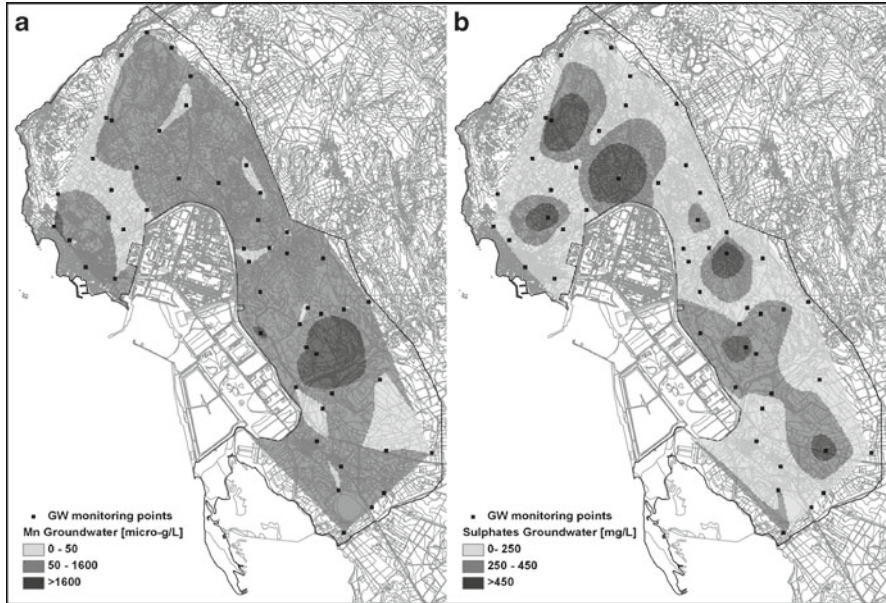 a
GW monitoring points
Mn Groundwater [micro-g/L]
0 - 50
50 - 1600
>1600
b
GW monitoring points
Sulphates Groundwater [mg/L]
0- 250
250 - 450
>450